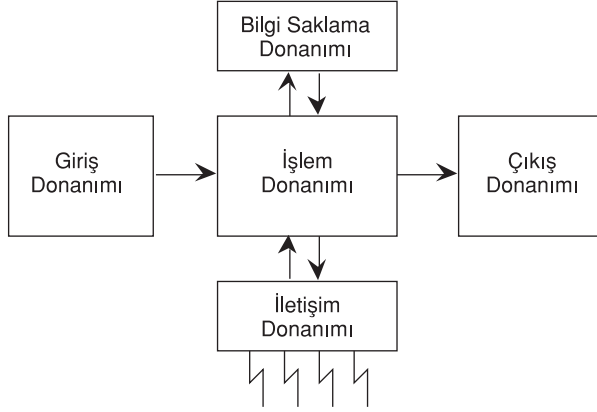 Bilgi Saklama
Donanımı
Giriş
Donanımı
İşlem
Donanımı
Çıkış
Donanımı
İletişim
Donanımı